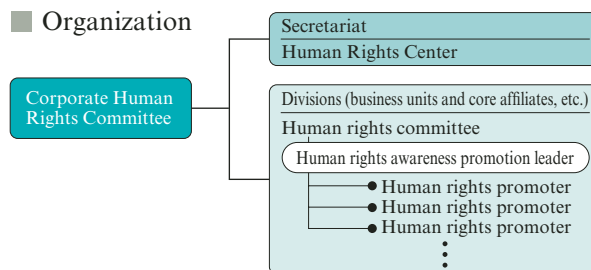 Organization
Corporate Human
Rights Committee
Secretariat
Human Rights Center
Divisions (business units and core affiliates, etc.)
Human rights committee
Human rights awareness promotion leader
Human rights promoter
Human rights promoter
Human rights promoter